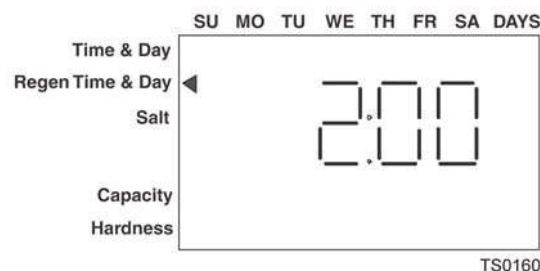 SU MO TU WE TH FR SA DAYS
Time & Day
Regen Time & Day
2:00
Salt
Capacity
Hardness
TS0160